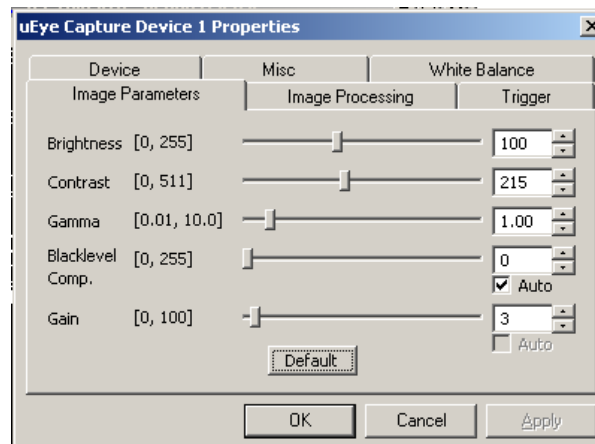 uEye Capture Device 1 Properties
Device Misc White Balance
Image Parameters Image Processing Trigger
Brightness [0, 255] 100
Contrast [0, 511] 215
Gamma [0.01, 10.0] 1.00
Blacklevel Comp. [0, 255] 0
Auto
Gain [0, 100] 3
Auto
Default
OK Cancel Apply